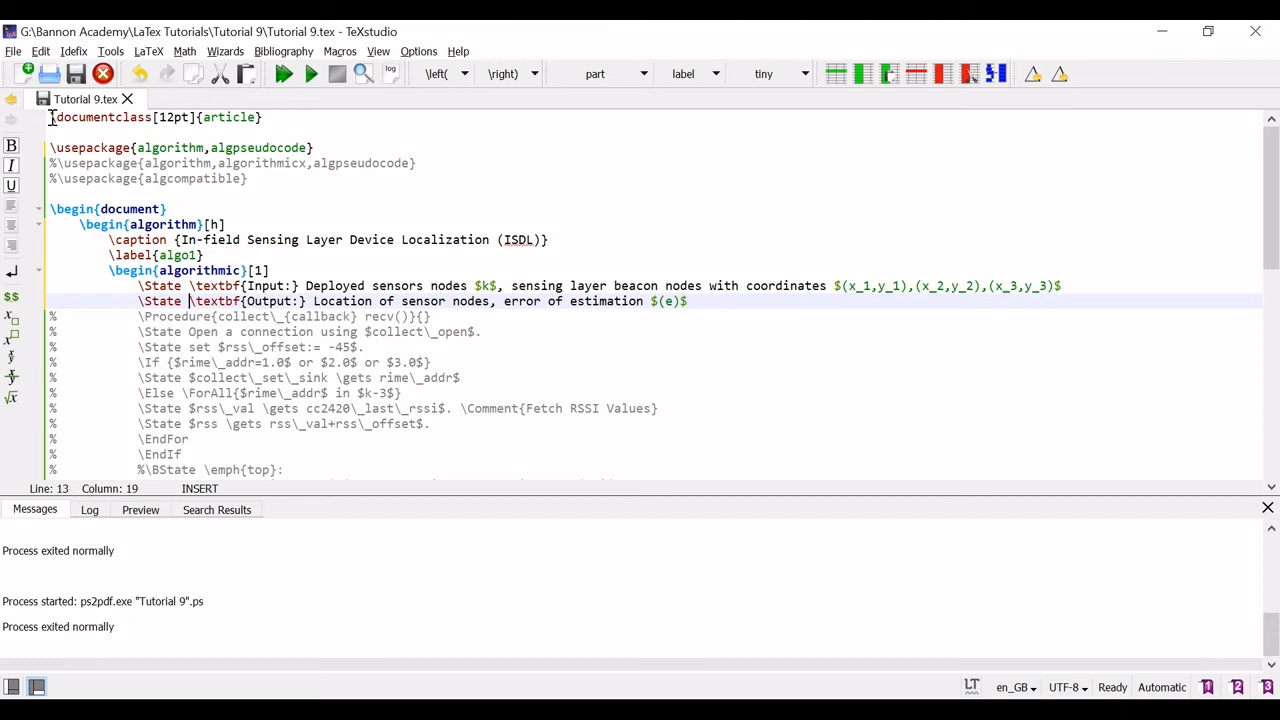 G:\Bannon Academy\LaTex Tutorials\Tutorial 9\Tutorial 9.tex - TeXstudio
File Edit Idefix Tools LaTeX Math Wizards Bibliography Macros View Options Help
log \left( \right) part label tiny
Tutorial 9.tex
\documentclass[12pt]{article}
\usepackage{algorithm,algpseudocode}
%\usepackage{algorithm,algorithmicx,algpseudocode}
%\usepackage{algcompatible}
\begin{document}
\begin{algorithm}[h]
\caption {In-field Sensing Layer Device Localization (ISDL)}
\label{algo1}
\begin{algorithmic}[1]
\State \textbf{Input:} Deployed sensors nodes $k$, sensing layer beacon nodes with coordinates $(x_1,y_1),(x_2,y_2),(x_3,y_3)$
\State \textbf{Output:} Location of sensor nodes, error of estimation $(e)$
% \Procedure{collect\_{callback} recv()}{}
% \State Open a connection using $collect\_open$.
% \State set $rss\_offset:= -45$.
% \If {$rime\_addr=1.0$ or $2.0$ or $3.0$}
% \State $collect\_set\_sink \gets rime\_addr$
% \Else \ForAll{$rime\_addr$ in $k-3$}
% \State $rss\_val \gets cc2420\_last\_rssi$. \Comment{Fetch RSSI Values}
% \State $rss \gets rss\_val+rss\_offset$.
% \EndFor
% \EndIf
% %\BState \emph{top}:
Line: 13 Column: 19 INSERT
Messages Log Preview Search Results
Process exited normally
Process started: ps2pdf.exe "Tutorial 9".ps
Process exited normally
LT en_GB UTF-8 Ready Automatic 1 2 3